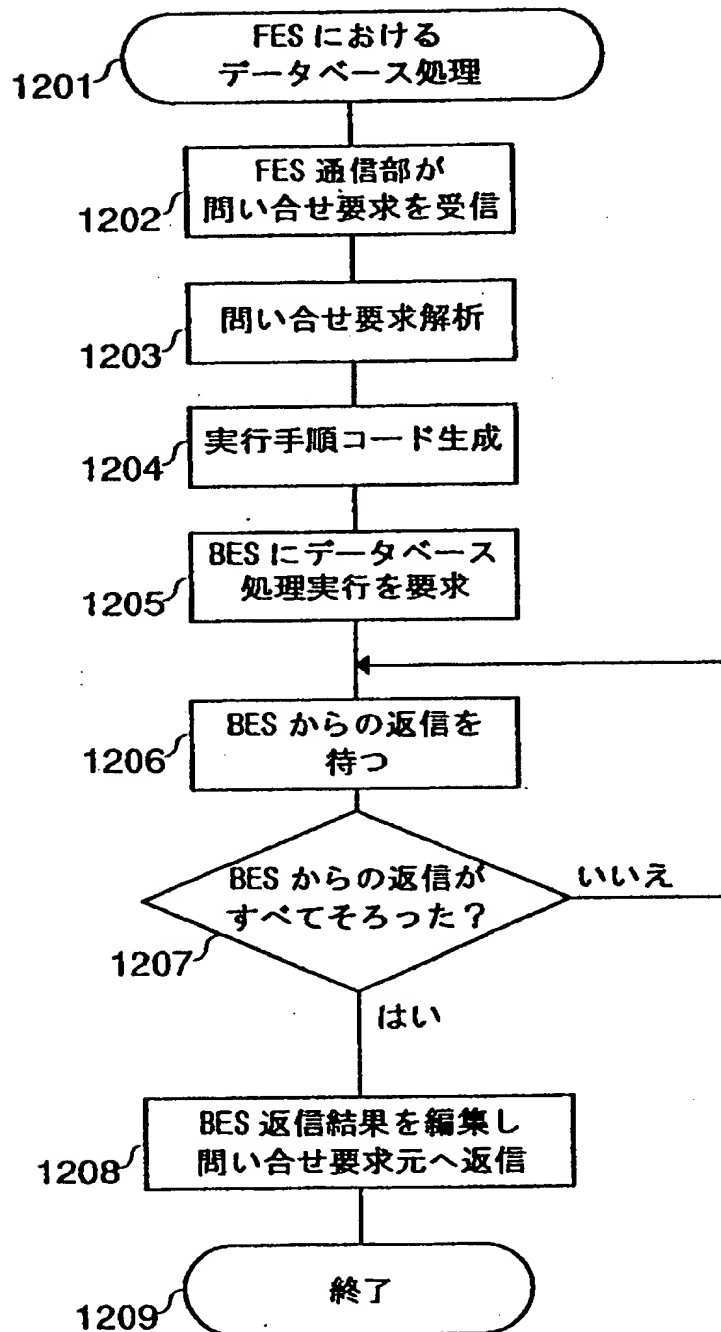 FES における
データベース処理
1201
FES 通信部が
問い合せ要求を受信
1202
問い合せ要求解析
1203
実行手順コード生成
1204
BES にデータベース
処理実行を要求
1205
BES からの返信を
待つ
1206
BES からの返信が
すべてそろった？
いいえ
1207
はい
BES 返信結果を編集し
問い合せ要求元へ返信
1208
終了
1209